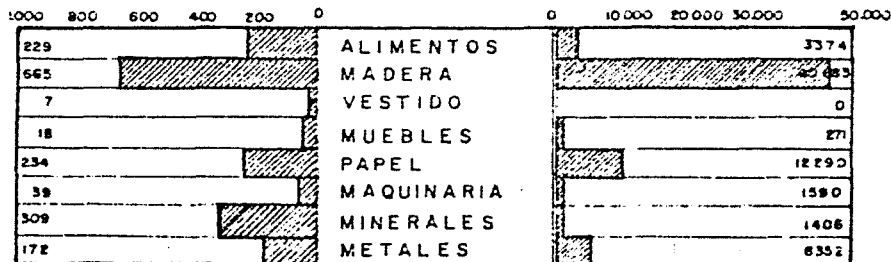 1000 800 600 400 200 0 0 10 000 20 000 30.000 50.000
229 ALIMENTOS 3374
665 MADERA
7 VESTIDO 0
18 MUEBLES 271
234 PAPEL 12290
39 MAQUINARIA 1590
309 MINERALES 1406
172 METALES 6352